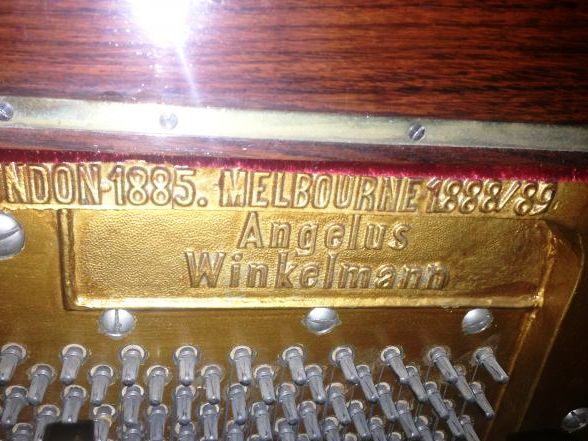 NDON-1885. MELBOURNE 1888/89.
Angelus
Winkelmann